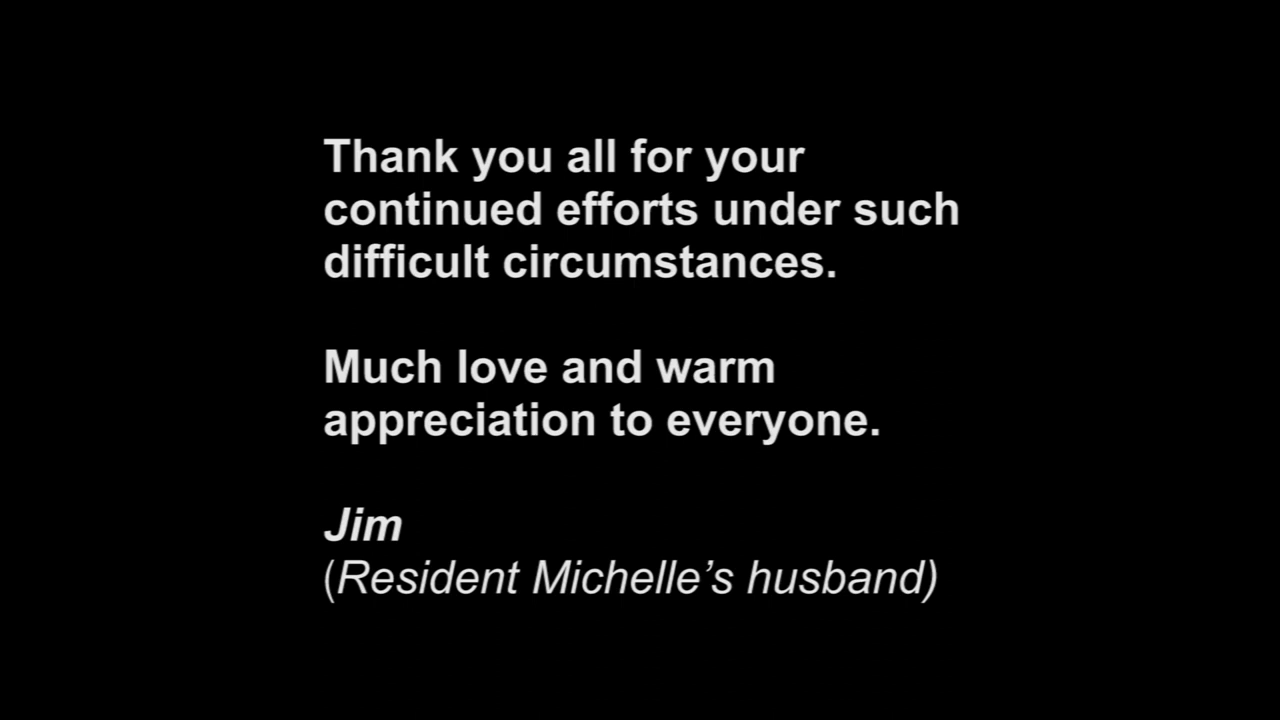 Thank you all for your
continued efforts under such
difficult circumstances.
Much love and warm
appreciation to everyone.
Jim
(Resident Michelle’s husband)